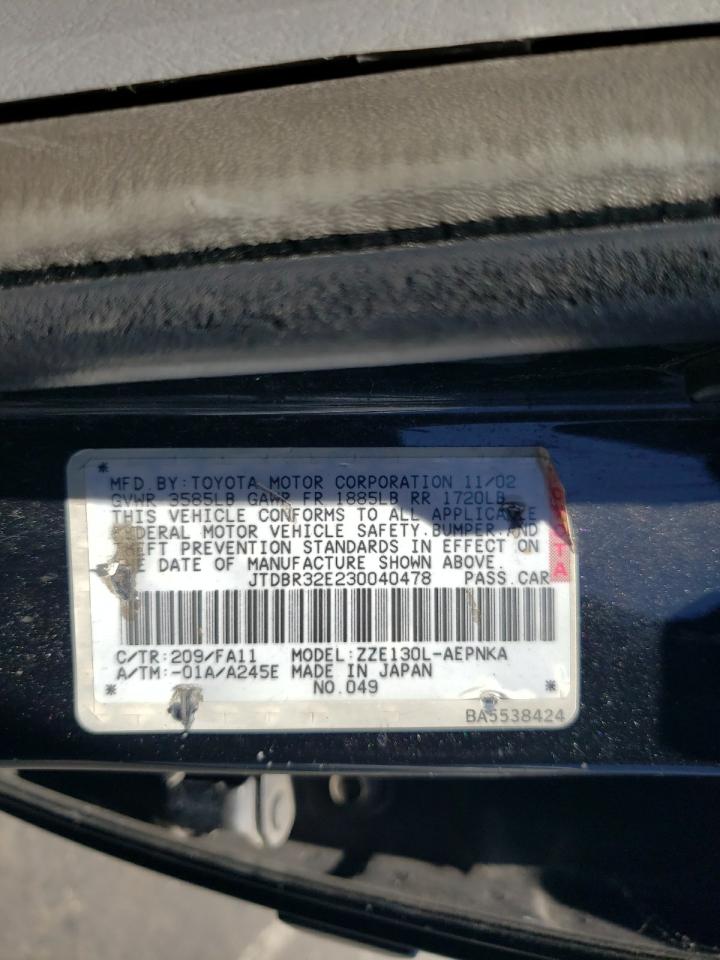 *
MFD. BY: TOYOTA MOTOR CORPORATION 11/02
GVWR 3585LB GAWR FR 1885LB RR 1720LB
THIS VEHICLE CONFORMS TO ALL APPLICABLE
FEDERAL MOTOR VEHICLE SAFETY, BUMPER, AND
THEFT PREVENTION STANDARDS IN EFFECT ON
THE DATE OF MANUFACTURE SHOWN ABOVE.
JTDBR32E230040478 PASS. CAR
C/TR: 209/FA11 MODEL: ZZE130L-AEPNKA
A/TM: -01A/A245E MADE IN JAPAN
* NO. 049 *
BA5538424